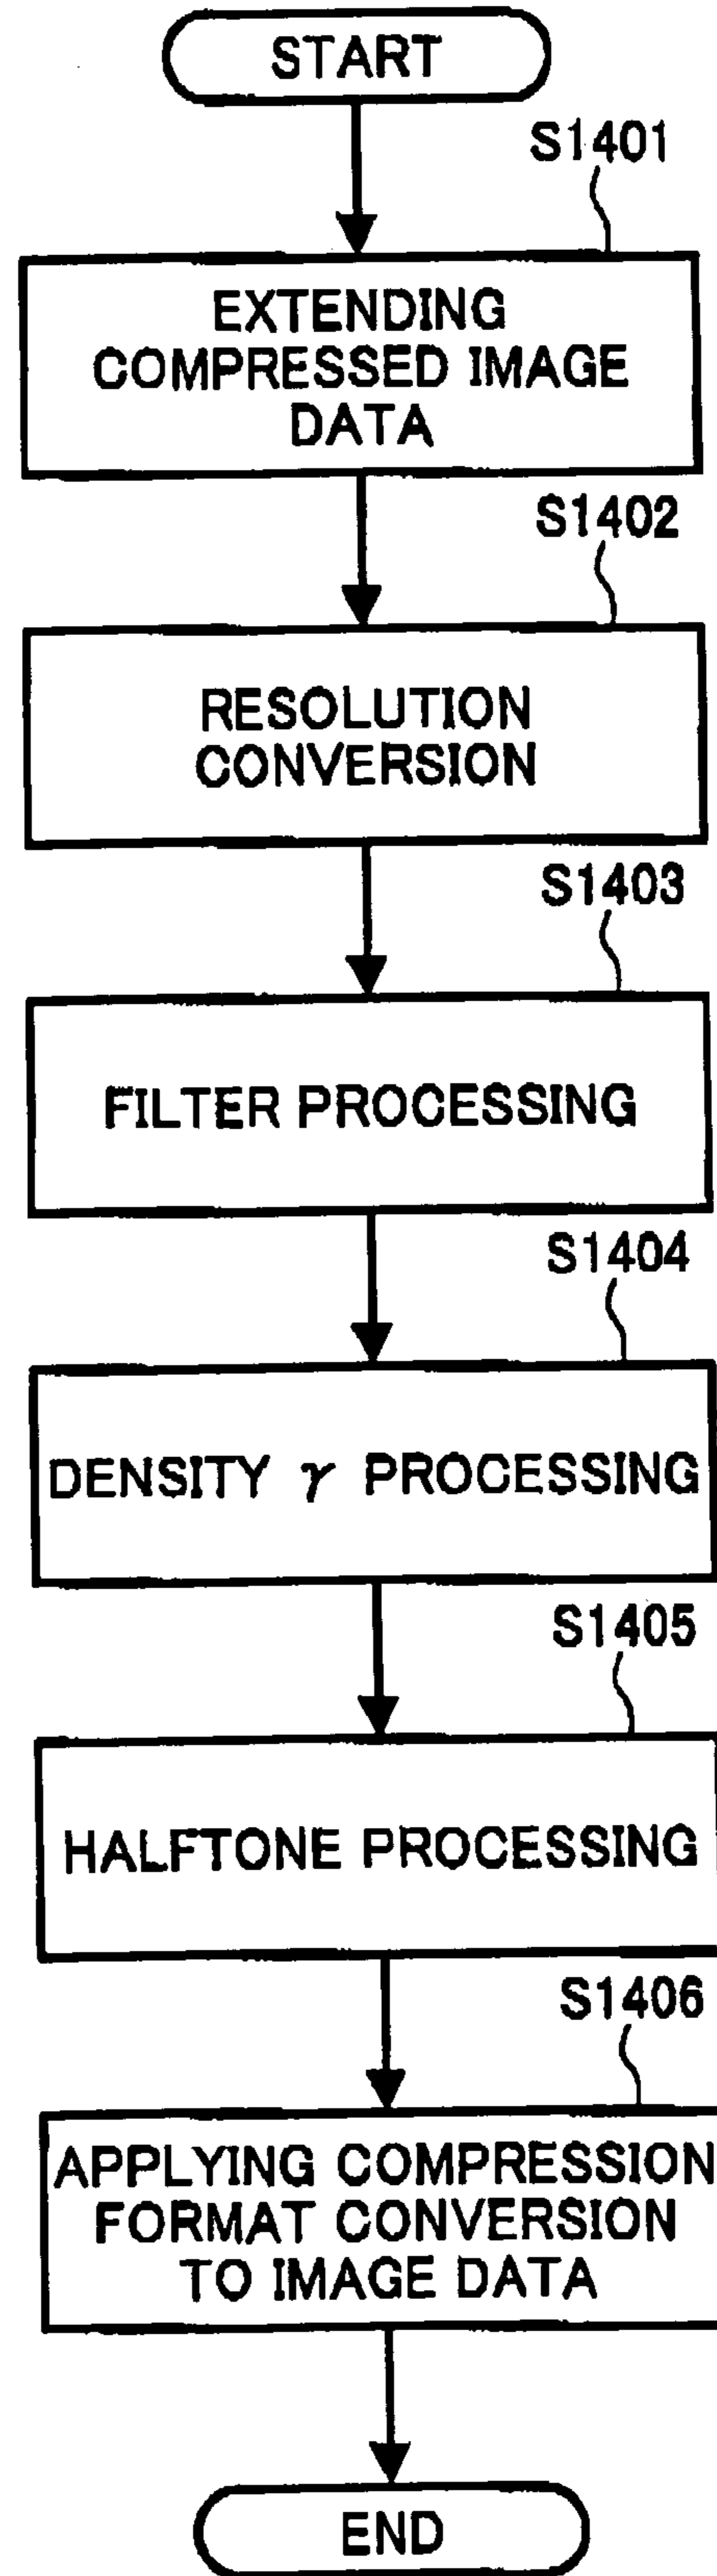 START
S1401
EXTENDING
COMPRESSED IMAGE
DATA
S1402
RESOLUTION
CONVERSION
S1403
FILTER PROCESSING
S1404
DENSITY γ PROCESSING
S1405
HALFTONE PROCESSING
S1406
APPLYING COMPRESSION
FORMAT CONVERSION
TO IMAGE DATA
END